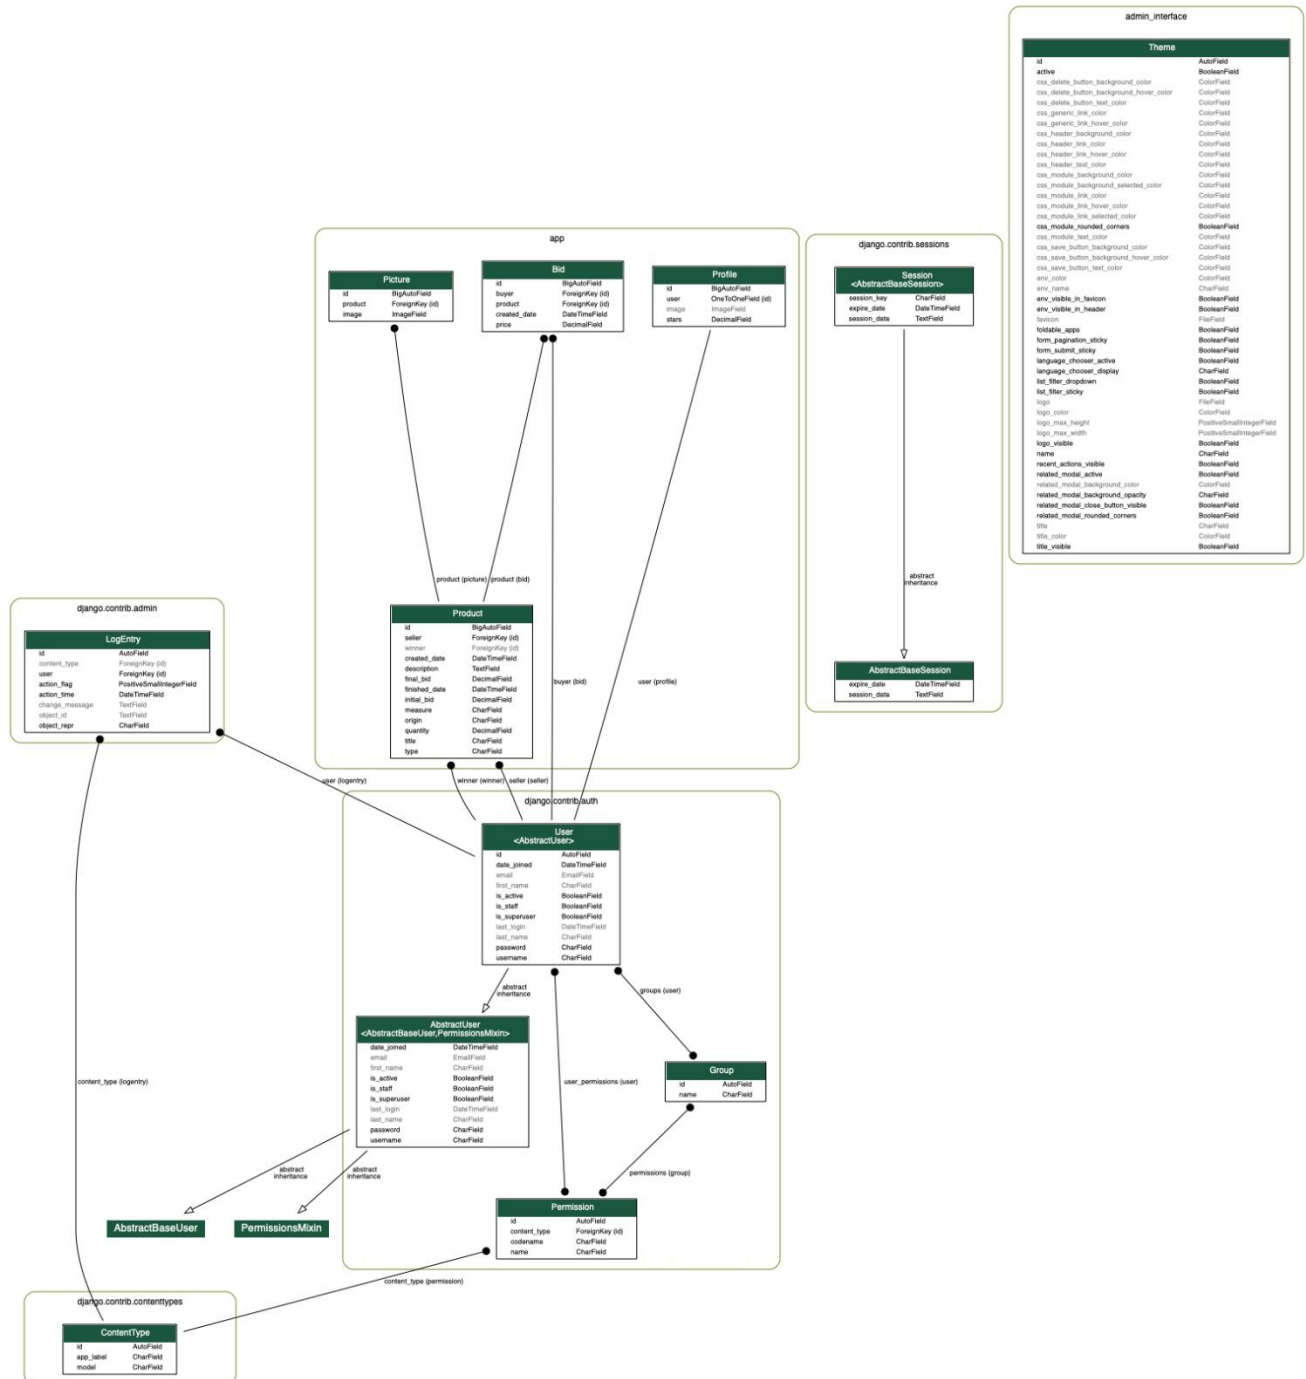 admin_interface
Theme
id AutoField
active BooleanField
css_delete_button_background_color ColorField
css_delete_button_background_hover_color ColorField
css_delete_button_text_color ColorField
css_generic_link_color ColorField
css_generic_link_hover_color ColorField
css_header_background_color ColorField
css_header_link_color ColorField
css_header_link_hover_color ColorField
css_header_text_color ColorField
css_module_background_color ColorField
css_module_background_selected_color ColorField
css_module_link_color ColorField
css_module_link_hover_color ColorField
css_module_link_selected_color ColorField
css_module_rounded_corners BooleanField
css_module_text_color ColorField
css_save_button_background_color ColorField
css_save_button_background_hover_color ColorField
css_save_button_text_color ColorField
env_color ColorField
env_name CharField
env_visible_in_favicon BooleanField
env_visible_in_header BooleanField
favicon FileField
foldable_apps BooleanField
form_pagination_sticky BooleanField
form_submit_sticky BooleanField
language_chooser_active BooleanField
language_chooser_display CharField
list_filter_dropdown BooleanField
list_filter_sticky BooleanField
logo FileField
logo_color ColorField
logo_max_height PositiveSmallIntegerField
logo_max_width PositiveSmallIntegerField
logo_visible BooleanField
name CharField
recent_actions_visible BooleanField
related_modal_active BooleanField
related_modal_background_color ColorField
related_modal_background_opacity CharField
related_modal_close_button_visible BooleanField
related_modal_rounded_corners BooleanField
title CharField
title_color ColorField
title_visible BooleanField
app
Picture
id BigAutoField
product ForeignKey (id)
image ImageField
Bid
id BigAutoField
buyer ForeignKey (id)
product ForeignKey (id)
created_date DateTimeField
price DecimalField
Profile
id BigAutoField
user OneToOneField (id)
image ImageField
stars DecimalField
product (picture)
product (bid)
buyer (bid)
user (profile)
Product
id BigAutoField
seller ForeignKey (id)
winner ForeignKey (id)
created_date DateTimeField
description TextField
final_bid DecimalField
finished_date DateTimeField
initial_bid DecimalField
measure CharField
origin CharField
quantity DecimalField
title CharField
type CharField
django.contrib.sessions
Session
<AbstractBaseSession>
session_key CharField
expire_date DateTimeField
session_data TextField
abstract
inheritance
AbstractBaseSession
expire_date DateTimeField
session_data TextField
django.contrib.admin
LogEntry
id AutoField
content_type ForeignKey (id)
user ForeignKey (id)
action_flag PositiveSmallIntegerField
action_time DateTimeField
change_message TextField
object_id TextField
object_repr CharField
user (logentry)
winner (winner)
seller (seller)
content_type (logentry)
django.contrib.auth
User
<AbstractUser>
id AutoField
date_joined DateTimeField
email EmailField
first_name CharField
is_active BooleanField
is_staff BooleanField
is_superuser BooleanField
last_login DateTimeField
last_name CharField
password CharField
username CharField
abstract
inheritance
groups (user)
user_permissions (user)
AbstractUser
<AbstractBaseUser,PermissionsMixin>
date_joined DateTimeField
email EmailField
first_name CharField
is_active BooleanField
is_staff BooleanField
is_superuser BooleanField
last_login DateTimeField
last_name CharField
password CharField
username CharField
Group
id AutoField
name CharField
permissions (group)
abstract
inheritance
abstract
inheritance
AbstractBaseUser
PermissionsMixin
Permission
id AutoField
content_type ForeignKey (id)
codename CharField
name CharField
content_type (permission)
django.contrib.contenttypes
ContentType
id AutoField
app_label CharField
model CharField